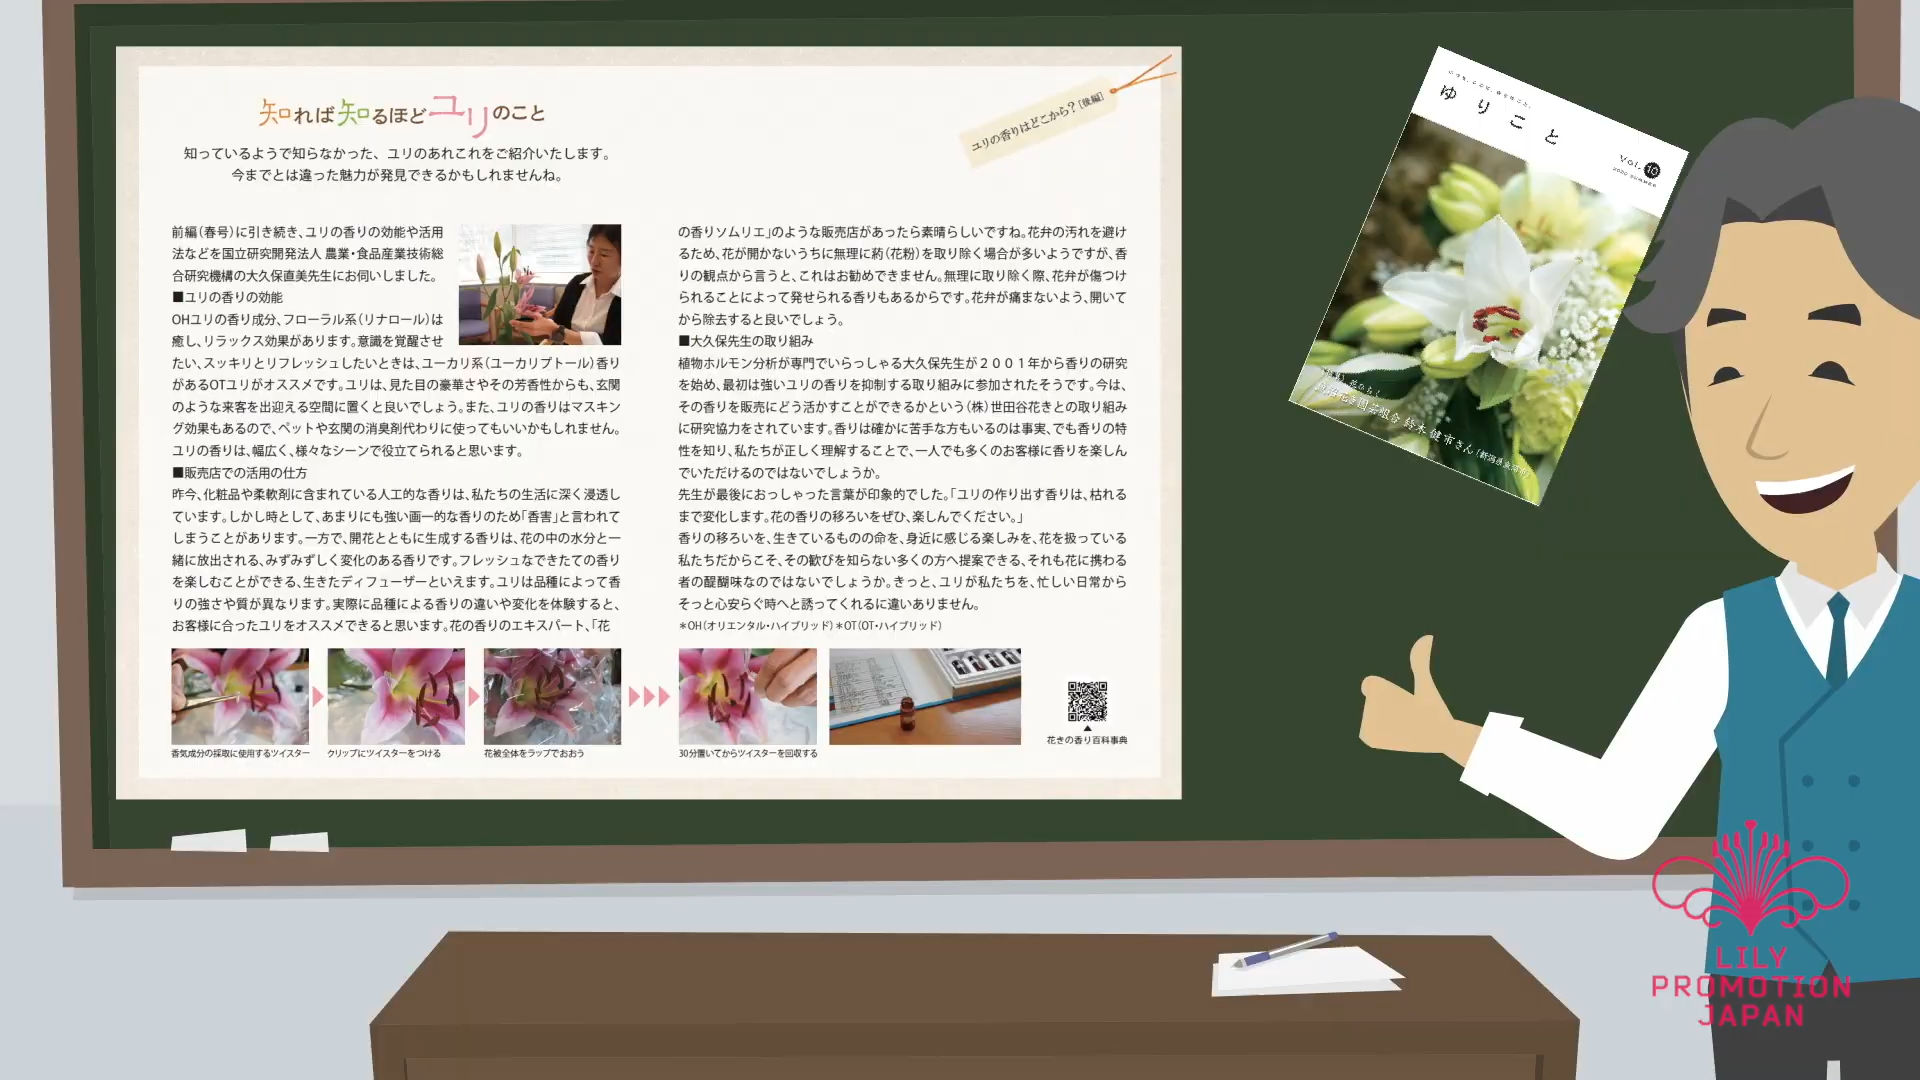 知れば知るほどユリのこと
ユリの香りはどこから？[後編]
知っているようで知らなかった、ユリのあれこれをご紹介いたします。
今までとは違った魅力が発見できるかもしれませんね。
前編(春号)に引き続き、ユリの香りの効能や活用
法などを国立研究開発法人 農業・食品産業技術総
合研究機構の大久保直美先生にお伺いしました。
■ユリの香りの効能
OHユリの香り成分、フローラル系(リナロール)は
癒し、リラックス効果があります。意識を覚醒させ
たい、スッキリとリフレッシュしたいときは、ユーカリ系(ユーカリプトール)香り
があるOTユリがオススメです。ユリは、見た目の豪華さやその芳香性からも、玄関
のような来客を出迎える空間に置くと良いでしょう。また、ユリの香りはマスキン
グ効果もあるので、ペットや玄関の消臭剤代わりに使ってもいいかもしれません。
ユリの香りは、幅広く、様々なシーンで役立てられると思います。
■販売店での活用の仕方
昨今、化粧品や柔軟剤に含まれている人工的な香りは、私たちの生活に深く浸透し
ています。しかし時として、あまりにも強い画一的な香りのため「香害」と言われて
しまうことがあります。一方で、開花とともに生成する香りは、花の中の水分と一
緒に放出される、みずみずしく変化のある香りです。フレッシュなできたての香り
を楽しむことができる、生きたディフューザーといえます。ユリは品種によって香
りの強さや質が異なります。実際に品種による香りの違いや変化を体験すると、
お客様に合ったユリをオススメできると思います。花の香りのエキスパート、「花
の香りソムリエ」のような販売店があったら素晴らしいですね。花弁の汚れを避け
るため、花が開かないうちに無理に葯(花粉)を取り除く場合が多いようですが、香
りの観点から言うと、これはお勧めできません。無理に取り除く際、花弁が傷つけ
られることによって発せられる香りもあるからです。花弁が痛まないよう、開いて
から除去すると良いでしょう。
■大久保先生の取り組み
植物ホルモン分析が専門でいらっしゃる大久保先生が２００１年から香りの研究
を始め、最初は強いユリの香りを抑制する取り組みに参加されたそうです。今は、
その香りを販売にどう活かすことができるかという(株)世田谷花きとの取り組み
に研究協力をされています。香りは確かに苦手な方もいるのは事実、でも香りの特
性を知り、私たちが正しく理解することで、一人でも多くのお客様に香りを楽しん
でいただけるのではないでしょうか。
先生が最後におっしゃった言葉が印象的でした。「ユリの作り出す香りは、枯れる
まで変化します。花の香りの移ろいをぜひ、楽しんでください。」
香りの移ろいを、生きているものの命を、身近に感じる楽しみを、花を扱っている
私たちだからこそ、その歓びを知らない多くの方へ提案できる、それも花に携わる
者の醍醐味なのではないでしょうか。きっと、ユリが私たちを、忙しい日常から
そっと心安らぐ時へと誘ってくれるに違いありません。
＊OH(オリエンタル・ハイブリッド)＊OT(OT・ハイブリッド)
香気成分の採取に使用するツイスター
クリップにツイスターをつける
花被全体をラップでおおう
30分置いてからツイスターを回収する
花きの香り百科事典
ゆりこと
Vol. 10
2020 SUMMER
花き園芸組合 鈴木 健市さん(新潟県魚沼市)
LILY
PROMOTION
JAPAN